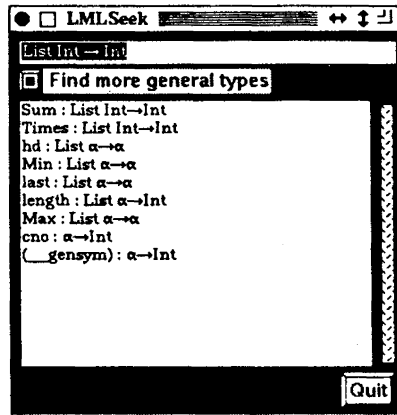 LMLSeek
List Int → Int
Find more general types
Sum : List Int→Int
Times : List Int→Int
hd : List α→α
Min : List α→α
last : List α→α
length : List α→Int
Max : List α→α
cno : α→Int
(__gensym) : α→Int
Quit